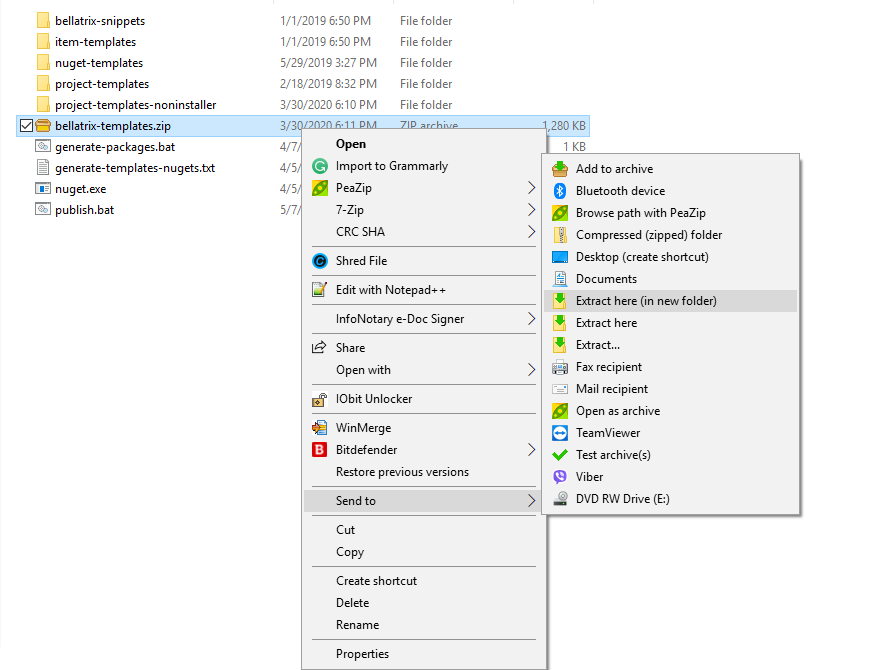 bellatrix-snippets 1/1/2019 6:50 PM File folder
item-templates 1/1/2019 6:50 PM File folder
nuget-templates 5/29/2019 3:27 PM File folder
project-templates 2/18/2019 8:32 PM File folder
project-templates-noninstaller 3/30/2020 6:10 PM File folder
bellatrix-templates.zip 3/30/2020 6:11 PM ZIP archive 1,280 KB
generate-packages.bat 4/7/ 1 KB
generate-templates-nugets.txt 4/5/
nuget.exe 4/5/
publish.bat 5/7/
Open
Import to Grammarly
PeaZip
7-Zip
CRC SHA
Shred File
Edit with Notepad++
InfoNotary e-Doc Signer
Share
Open with
IObit Unlocker
WinMerge
Bitdefender
Restore previous versions
Send to
Cut
Copy
Create shortcut
Delete
Rename
Properties
Add to archive
Bluetooth device
Browse path with PeaZip
Compressed (zipped) folder
Desktop (create shortcut)
Documents
Extract here (in new folder)
Extract here
Extract...
Fax recipient
Mail recipient
Open as archive
TeamViewer
Test archive(s)
Viber
DVD RW Drive (E:)